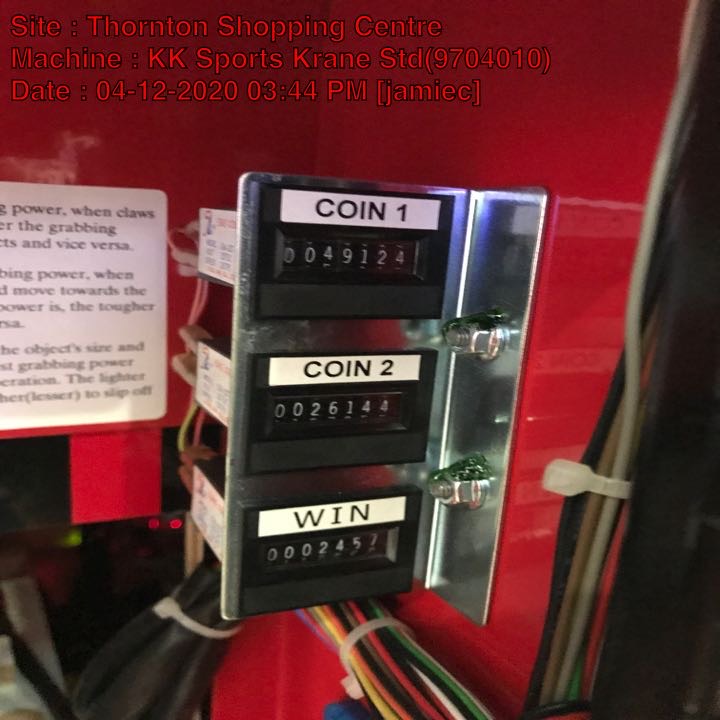 Site : Thornton Shopping Centre
Machine : KK Sports Krane Std(9704010)
Date : 04-12-2020 03:44 PM [jamiec]
g power, when claws
er the grabbing
cts and vice versa.
bing power, when
d move towards the
power is, the tougher
rsa.
he object's size and
st grabbing power
eration. The lighter
her(lesser) to slip off
COIN 1
0049124
COIN 2
0026144
WIN
0002457